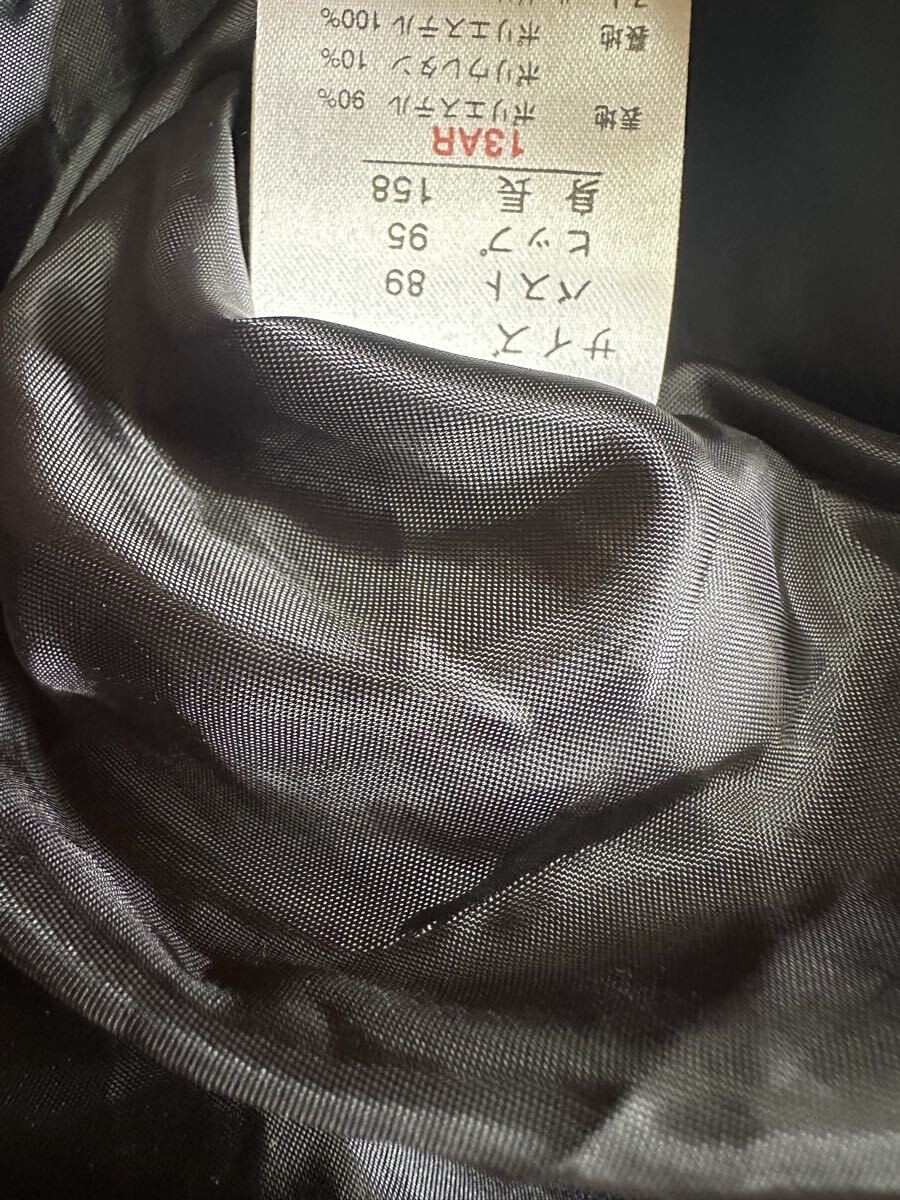 サイズ
バスト 89
ヒップ 95
身長 158
13AR
表地 ポリエステル 90%
ポリウレタン 10%
裏地 ポリエステル 100%